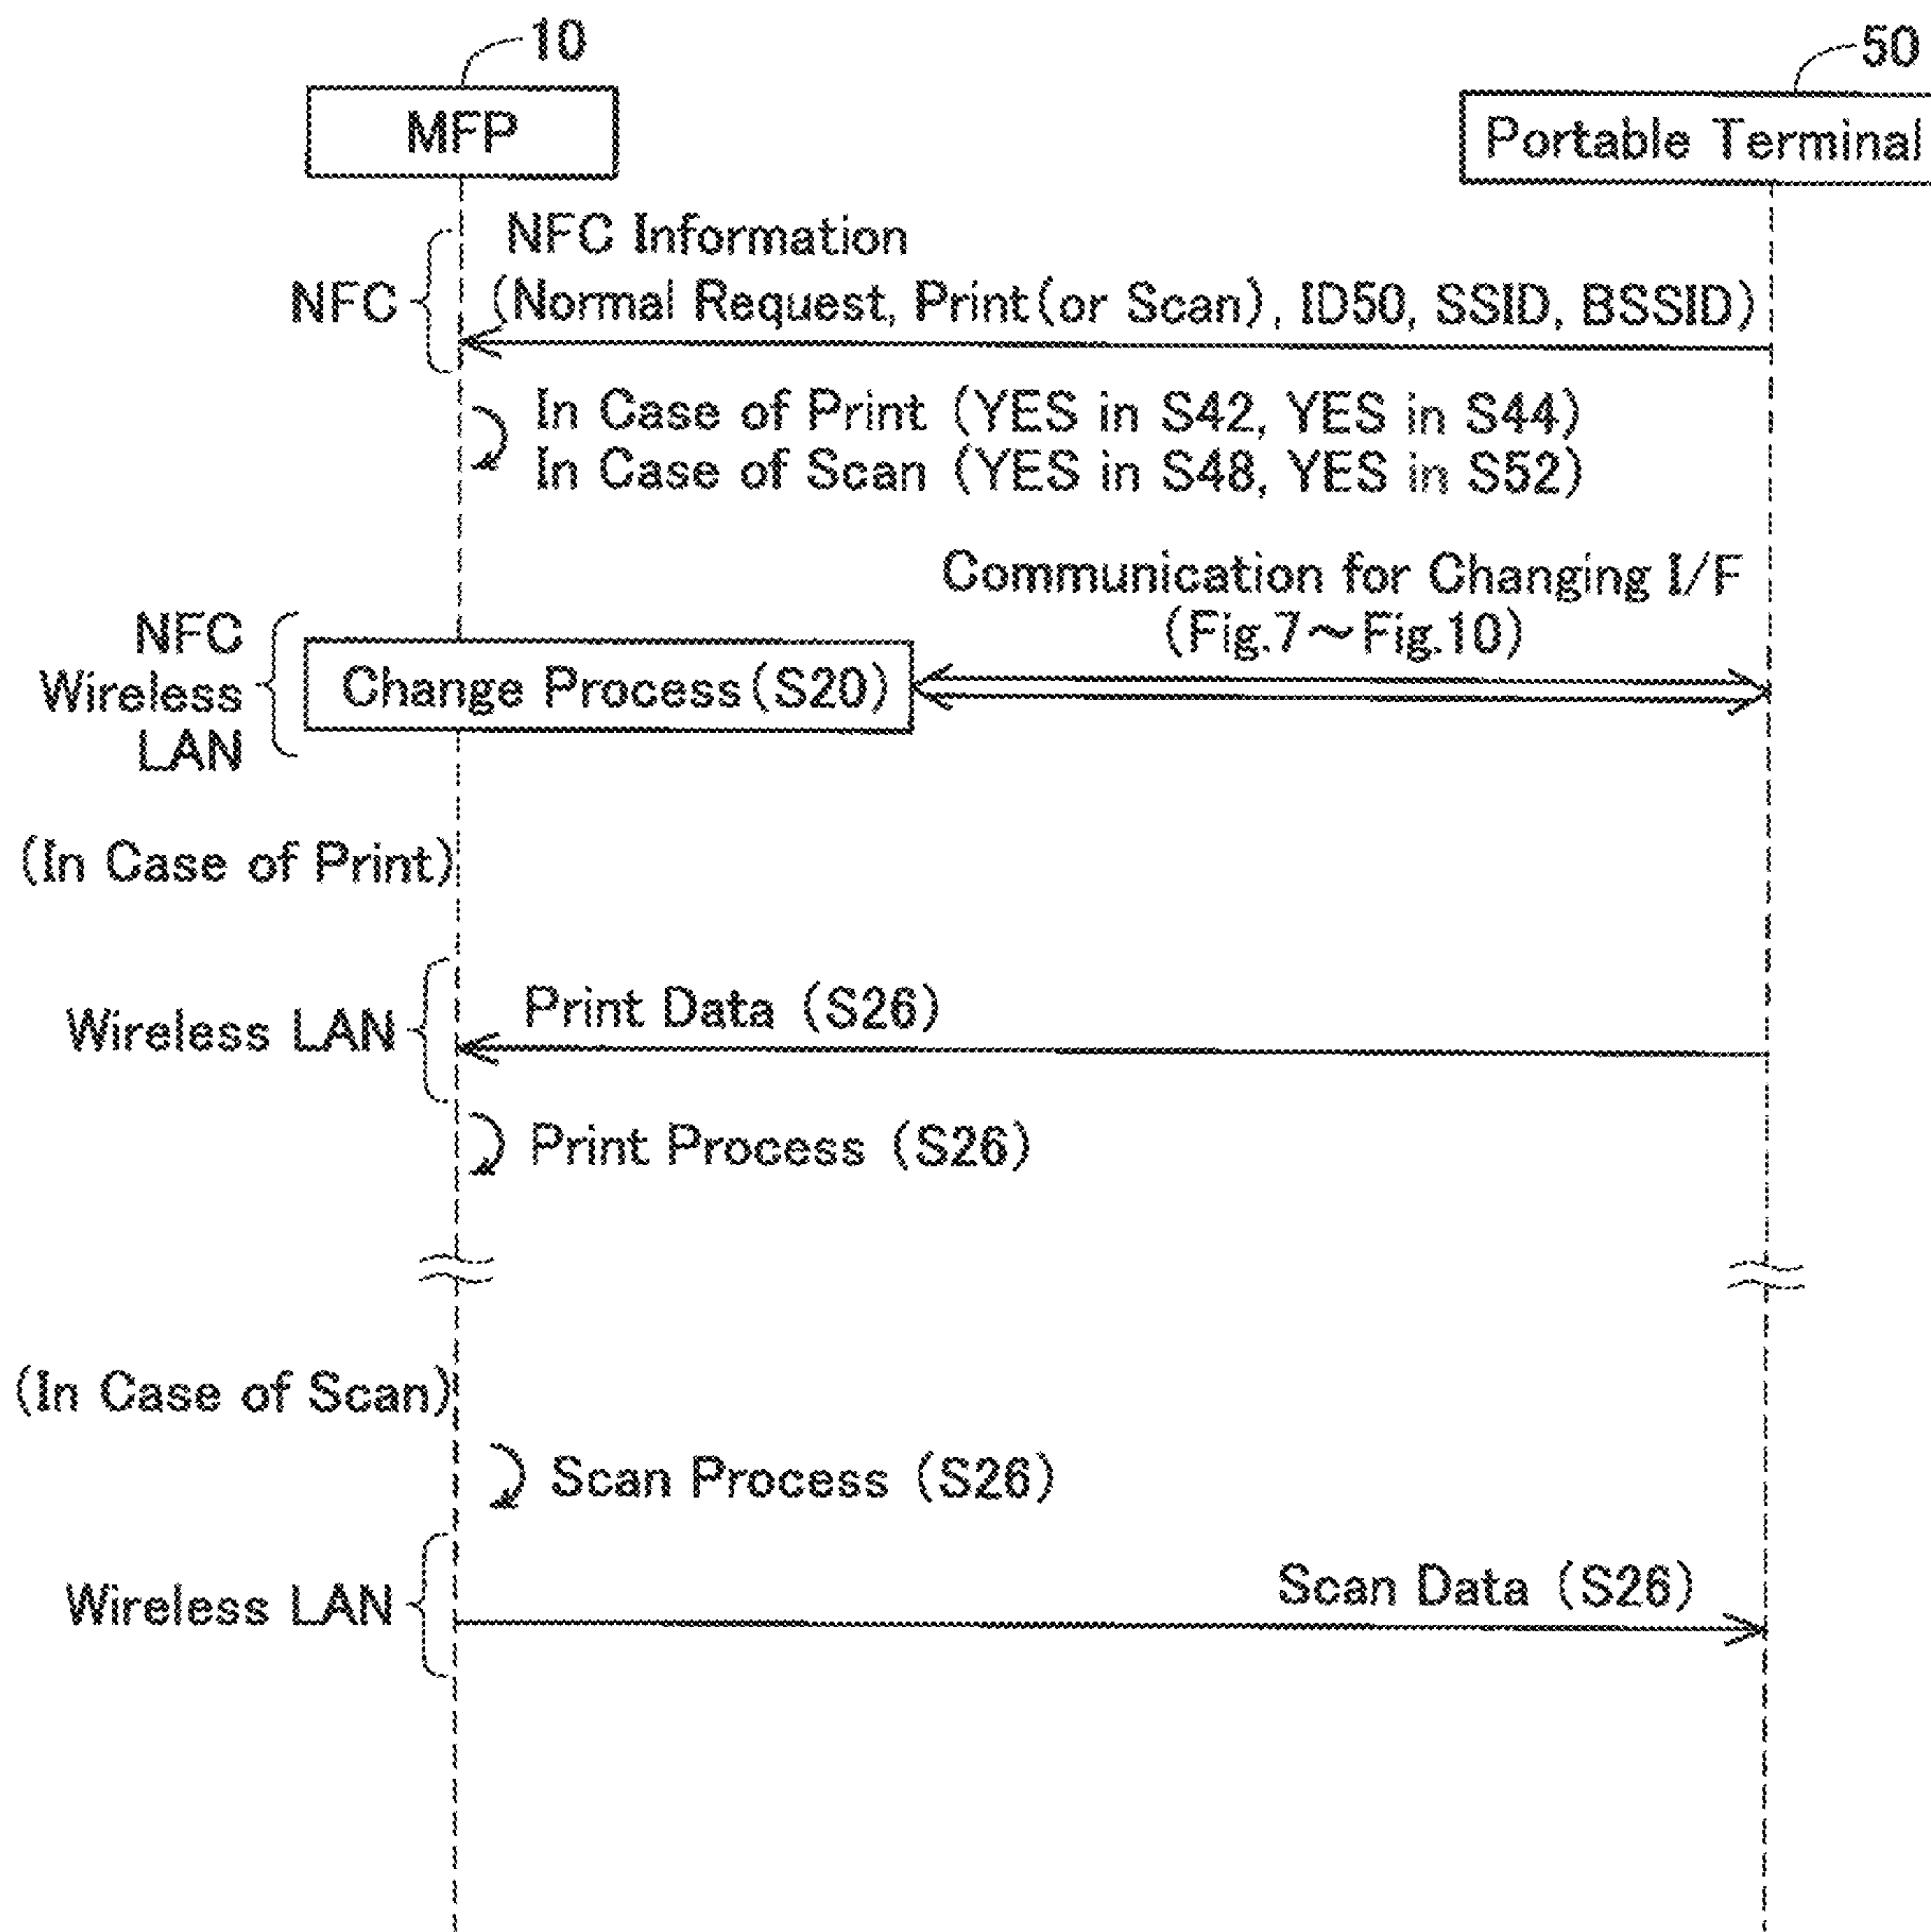 10
50
MFP
Portable Terminal
NFC Information
NFC
(Normal Request, Print(or Scan), ID50, SSID, BSSID)
In Case of Print (YES in S42, YES in S44)
In Case of Scan (YES in S48, YES in S52)
Communication for Changing I/F
(Fig.7～Fig.10)
NFC
Wireless
LAN
Change Process(S20)
(In Case of Print)
Print Data (S26)
Wireless LAN
Print Process (S26)
(In Case of Scan)
Scan Process (S26)
Scan Data (S26)
Wireless LAN